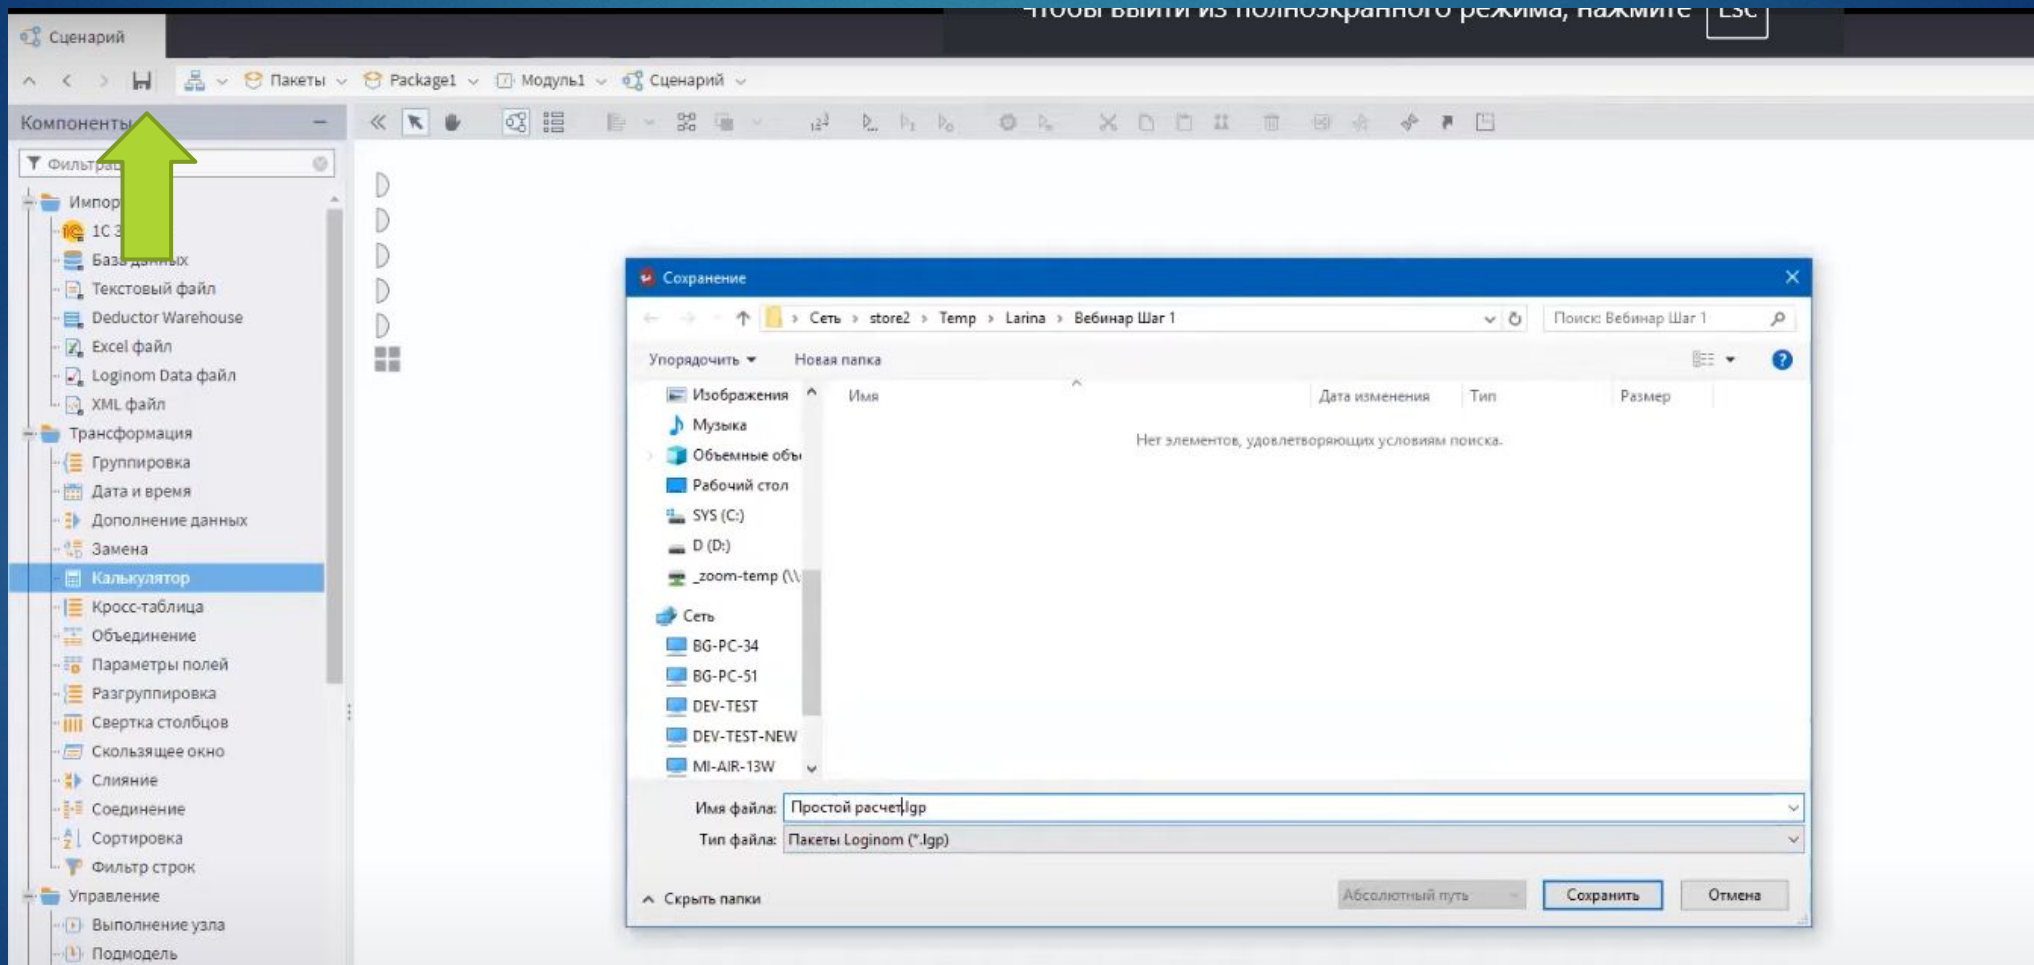 Чтобы выйти из полноэкранного режима, нажмите Esc
Сценарий
Пакеты Package1 Модуль1 Сценарий
Компоненты
Импор
1С
База данных
Текстовый файл
Deductor Warehouse
Excel файл
Loginom Data файл
XML файл
Трансформация
Группировка
Дата и время
Дополнение данных
Замена
Калькулятор
Кросс-таблица
Объединение
Параметры полей
Разгруппировка
Свертка столбцов
Скользящее окно
Слияние
Соединение
Сортировка
Фильтр строк
Управление
Выполнение узла
Подмодель
Сохранение
Сеть › store2 › Temp › Larina › Вебинар Шаг 1
Поиск: Вебинар Шаг 1
Упорядочить Новая папка
Изображения
Музыка
Объемные объ
Рабочий стол
SYS (C:)
D (D:)
_zoom-temp (\\
Сеть
BG-PC-34
BG-PC-51
DEV-TEST
DEV-TEST-NEW
MI-AIR-13W
Имя Дата изменения Тип Размер
Нет элементов, удовлетворяющих условиям поиска.
Имя файла: Простой расчет.lgp
Тип файла: Пакеты Loginom (*.lgp)
Скрыть папки Абсолютный путь Сохранить Отмена